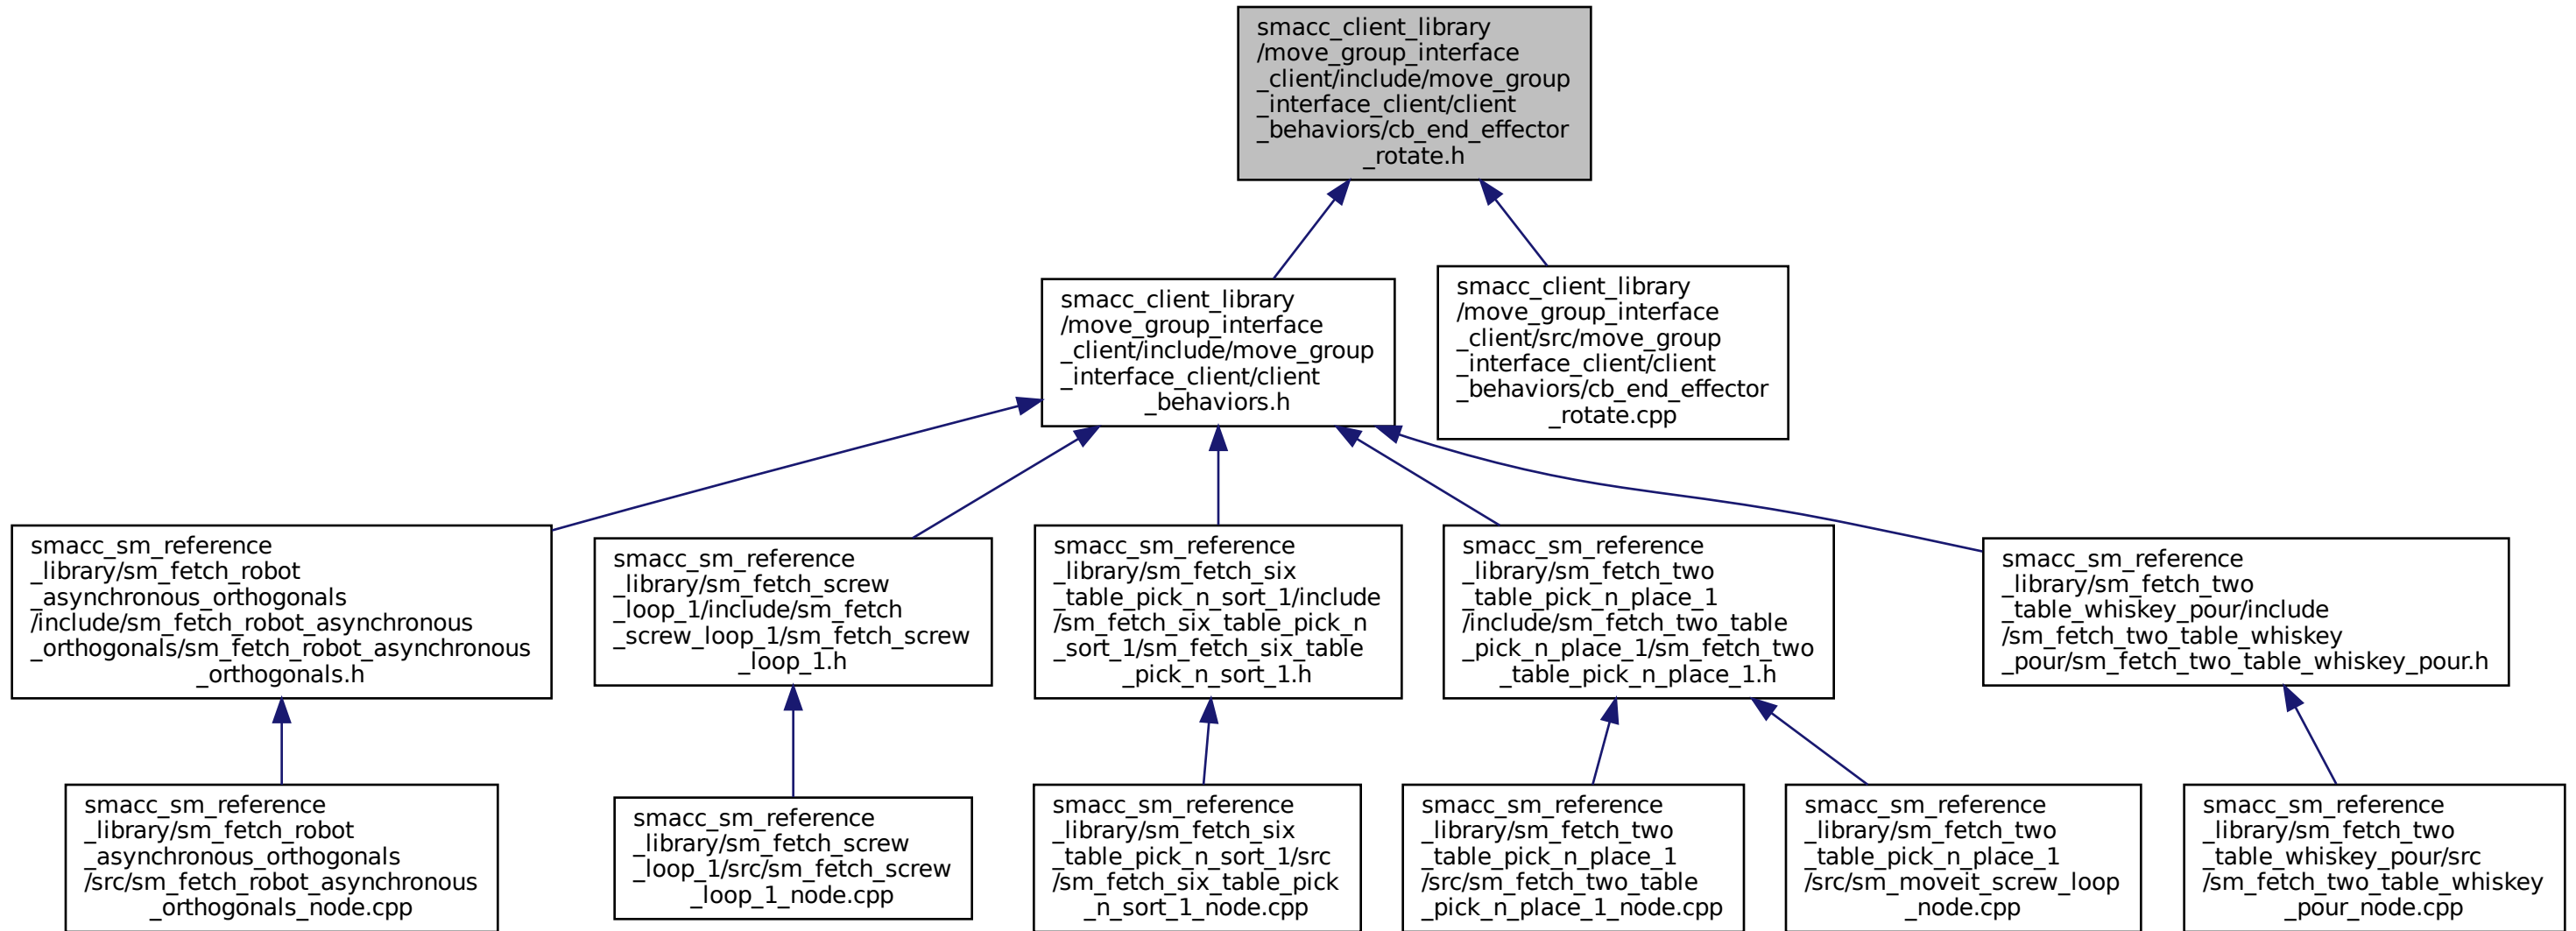 smacc_client_library
/move_group_interface
_client/include/move_group
_interface_client/client
_behaviors/cb_end_effector
_rotate.h
smacc_client_library
/move_group_interface
_client/include/move_group
_interface_client/client
_behaviors.h
smacc_client_library
/move_group_interface
_client/src/move_group
_interface_client/client
_behaviors/cb_end_effector
_rotate.cpp
smacc_sm_reference
_library/sm_fetch_robot
_asynchronous_orthogonals
/include/sm_fetch_robot_asynchronous
_orthogonals/sm_fetch_robot_asynchronous
_orthogonals.h
smacc_sm_reference
_library/sm_fetch_screw
_loop_1/include/sm_fetch
_screw_loop_1/sm_fetch_screw
_loop_1.h
smacc_sm_reference
_library/sm_fetch_six
_table_pick_n_sort_1/include
/sm_fetch_six_table_pick_n
_sort_1/sm_fetch_six_table
_pick_n_sort_1.h
smacc_sm_reference
_library/sm_fetch_two
_table_pick_n_place_1
/include/sm_fetch_two_table
_pick_n_place_1/sm_fetch_two
_table_pick_n_place_1.h
smacc_sm_reference
_library/sm_fetch_two
_table_whiskey_pour/include
/sm_fetch_two_table_whiskey
_pour/sm_fetch_two_table_whiskey_pour.h
smacc_sm_reference
_library/sm_fetch_robot
_asynchronous_orthogonals
/src/sm_fetch_robot_asynchronous
_orthogonals_node.cpp
smacc_sm_reference
_library/sm_fetch_screw
_loop_1/src/sm_fetch_screw
_loop_1_node.cpp
smacc_sm_reference
_library/sm_fetch_six
_table_pick_n_sort_1/src
/sm_fetch_six_table_pick
_n_sort_1_node.cpp
smacc_sm_reference
_library/sm_fetch_two
_table_pick_n_place_1
/src/sm_fetch_two_table
_pick_n_place_1_node.cpp
smacc_sm_reference
_library/sm_fetch_two
_table_pick_n_place_1
/src/sm_moveit_screw_loop
_node.cpp
smacc_sm_reference
_library/sm_fetch_two
_table_whiskey_pour/src
/sm_fetch_two_table_whiskey
_pour_node.cpp